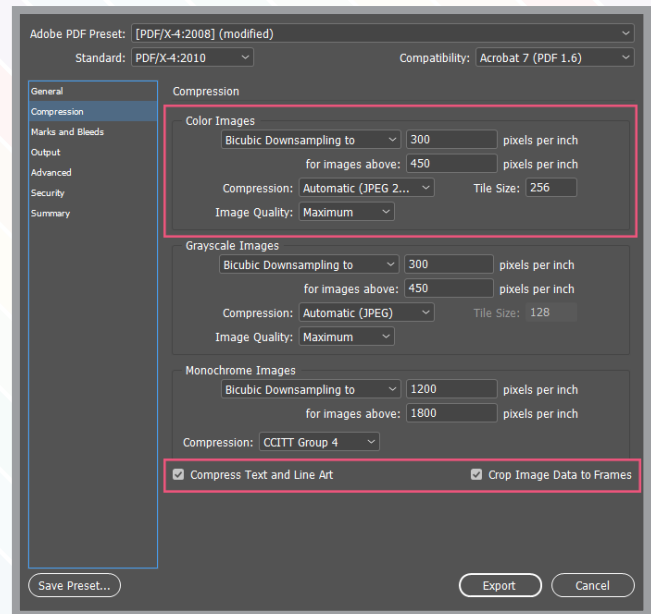 Adobe PDF Preset: [PDF/X-4:2008] (modified)
Standard: PDF/X-4:2010 Compatibility: Acrobat 7 (PDF 1.6)
General
Compression
Marks and Bleeds
Output
Advanced
Security
Summary
Compression
Color Images
Bicubic Downsampling to 300 pixels per inch
for images above: 450 pixels per inch
Compression: Automatic (JPEG 2... Tile Size: 256
Image Quality: Maximum
Grayscale Images
Bicubic Downsampling to 300 pixels per inch
for images above: 450 pixels per inch
Compression: Automatic (JPEG) Tile Size: 128
Image Quality: Maximum
Monochrome Images
Bicubic Downsampling to 1200 pixels per inch
for images above: 1800 pixels per inch
Compression: CCITT Group 4
Compress Text and Line Art Crop Image Data to Frames
Save Preset... Export Cancel